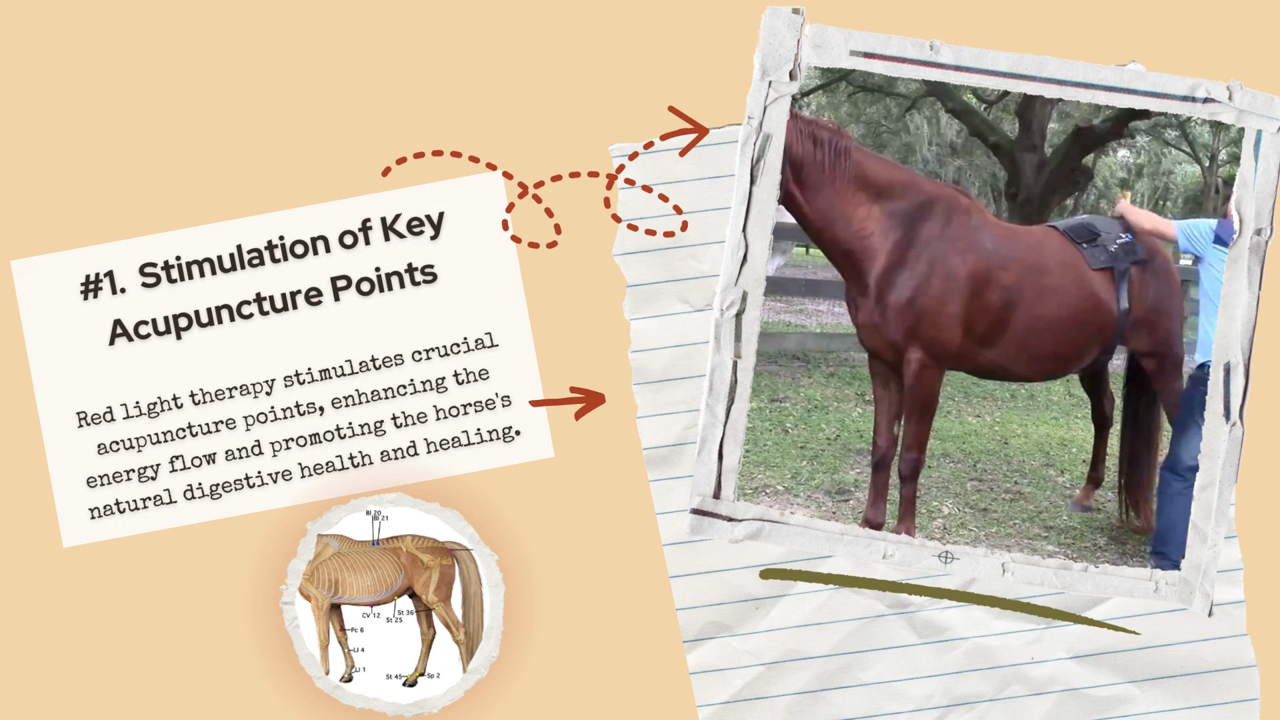 #1. Stimulation of Key
Acupuncture Points
Red light therapy stimulates crucial
acupuncture points, enhancing the
energy flow and promoting the horse's
natural digestive health and healing.
Bl 20
Bl 21
CV 12
St 25
St 36
Pc 6
LI 4
LI 1
St 45
Sp 2